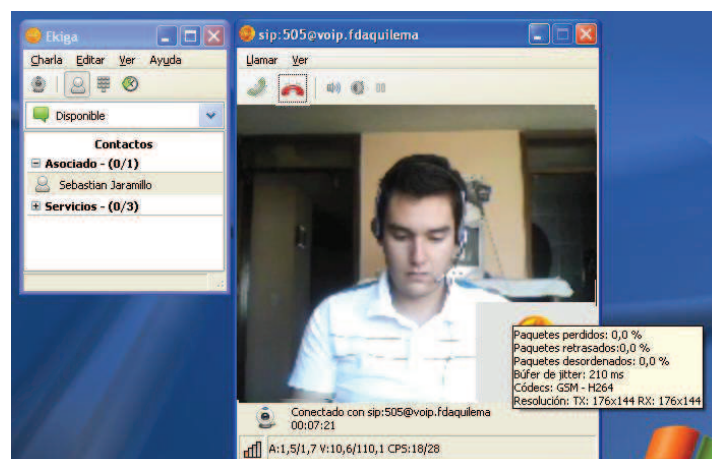 Ekiga
Charla Editar Ver Ayuda
Disponible
Contactos
Asociado - (0/1)
Sebastian Jaramillo
Servicios - (0/3)
sip:505@voip.fdaquilema
Llamar Ver
Paquetes perdidos: 0,0 %
Paquetes retrasados:0,0 %
Paquetes desordenados: 0,0 %
Búfer de jitter: 210 ms
Códecs: GSM - H264
Resolución: TX: 176x144 RX: 176x144
Conectado con sip:505@voip.fdaquilema
00:07:21
A:1,5/1,7 V:10,6/110,1 CPS:18/28